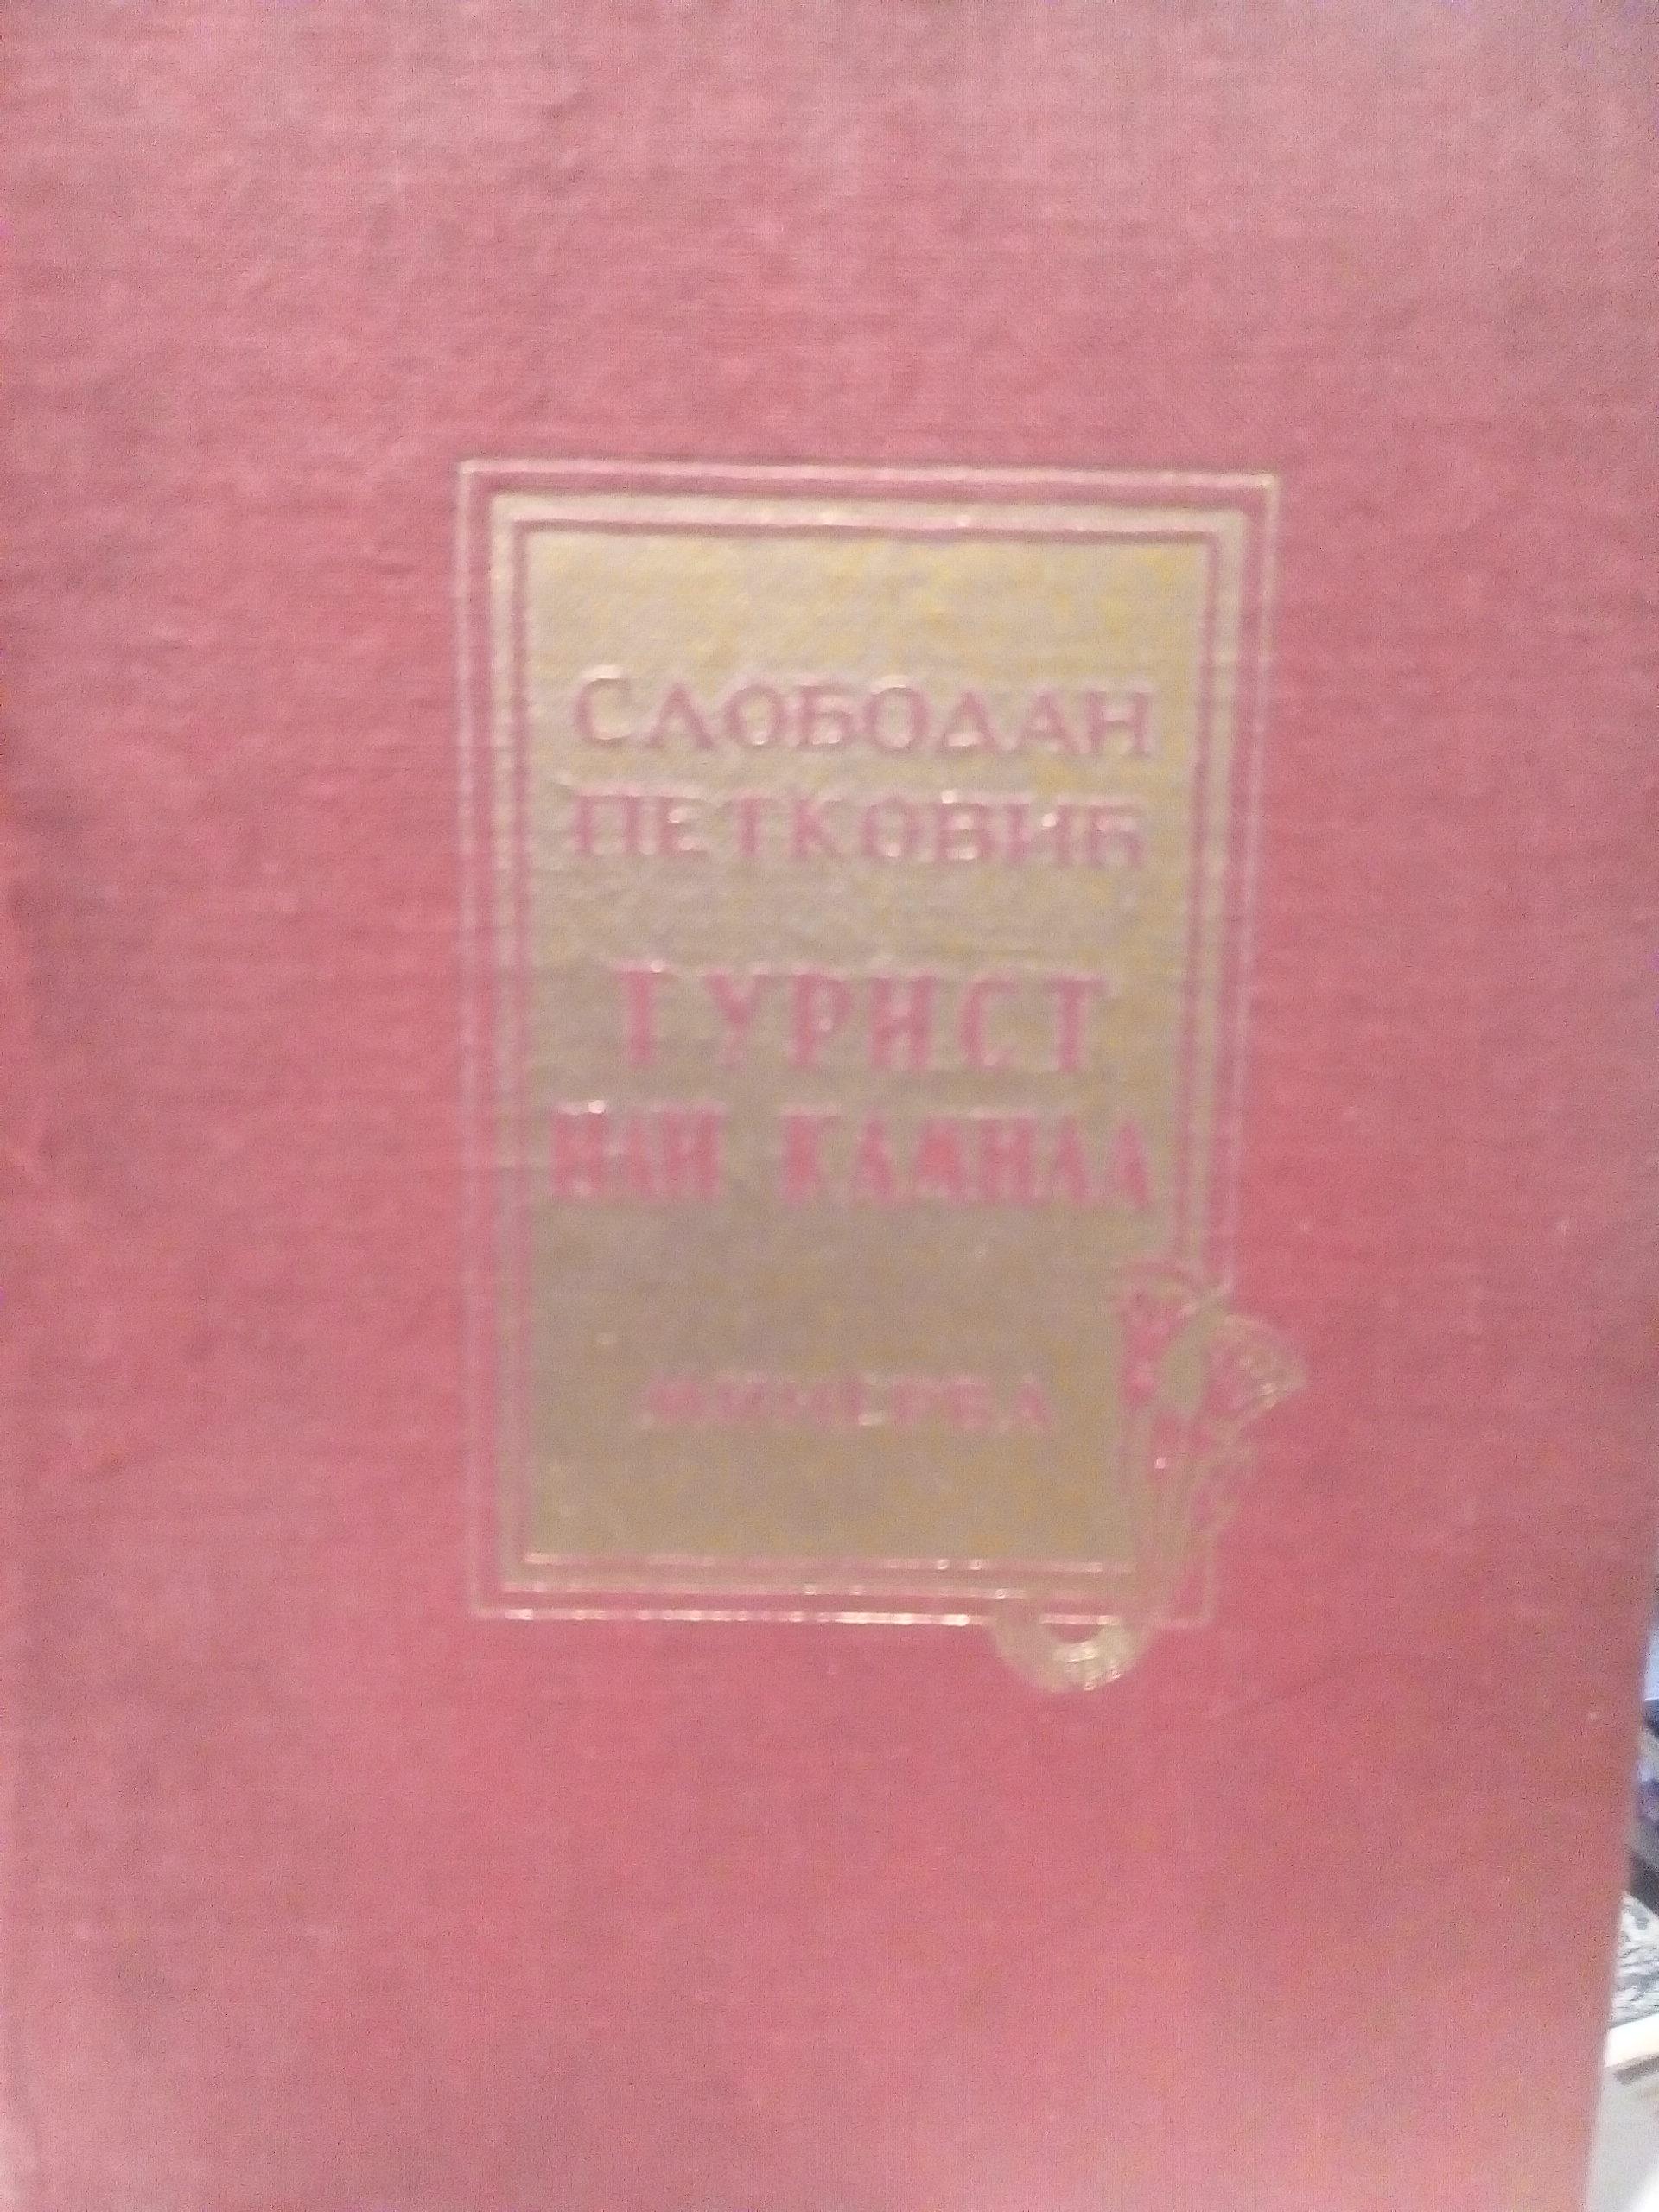 СЛОБОДАН
ПЕТКОВИЋ
ТУРИСТ
ИЛИ КАМИЛА
МИНЕРВА